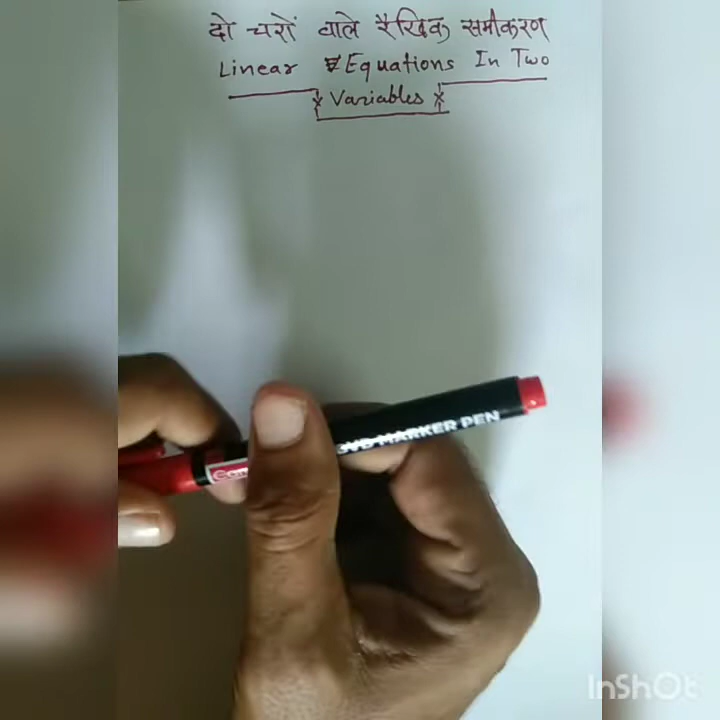 दो चरों वाले रैखिक समीकरण
Linear Equations In Two
Variables
MARKER PEN
InShOt